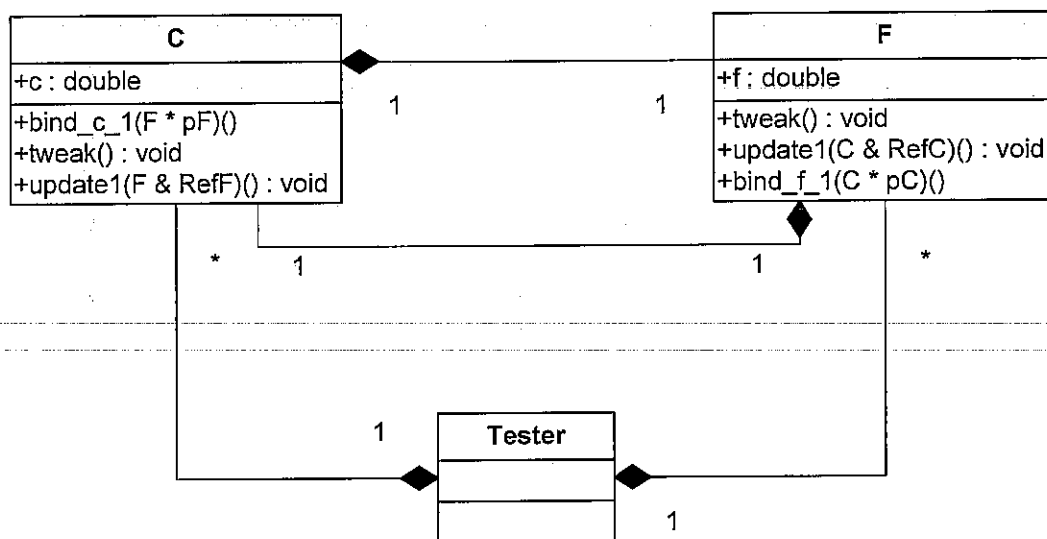 C
+c : double
+bind_c_1(F * pF)()
+tweak() : void
+update1(F & RefF)() : void
F
+f : double
+tweak() : void
+update1(C & RefC)() : void
+bind_f_1(C * pC)()
1
1
*
1
1
*
1
Tester
1